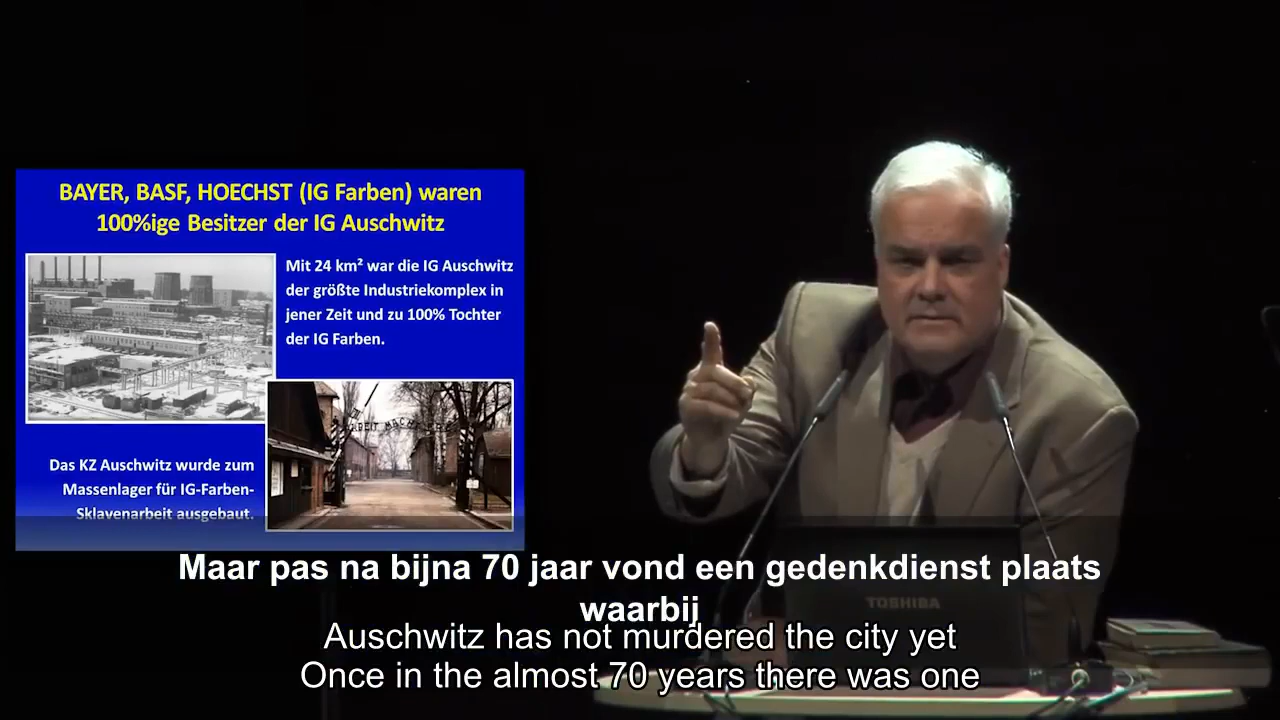 BAYER, BASF, HOECHST (IG Farben) waren
100%ige Besitzer der IG Auschwitz
Mit 24 km² war die IG Auschwitz
der größte Industriekomplex in
jener Zeit und zu 100% Tochter
der IG Farben.
ARBEIT MACHT FREI
Das KZ Auschwitz wurde zum
Massenlager für IG-Farben-
Sklavenarbeit ausgebaut.
TOSHIBA
Maar pas na bijna 70 jaar vond een gedenkdienst plaats
waarbij
Auschwitz has not murdered the city yet
Once in the almost 70 years there was one